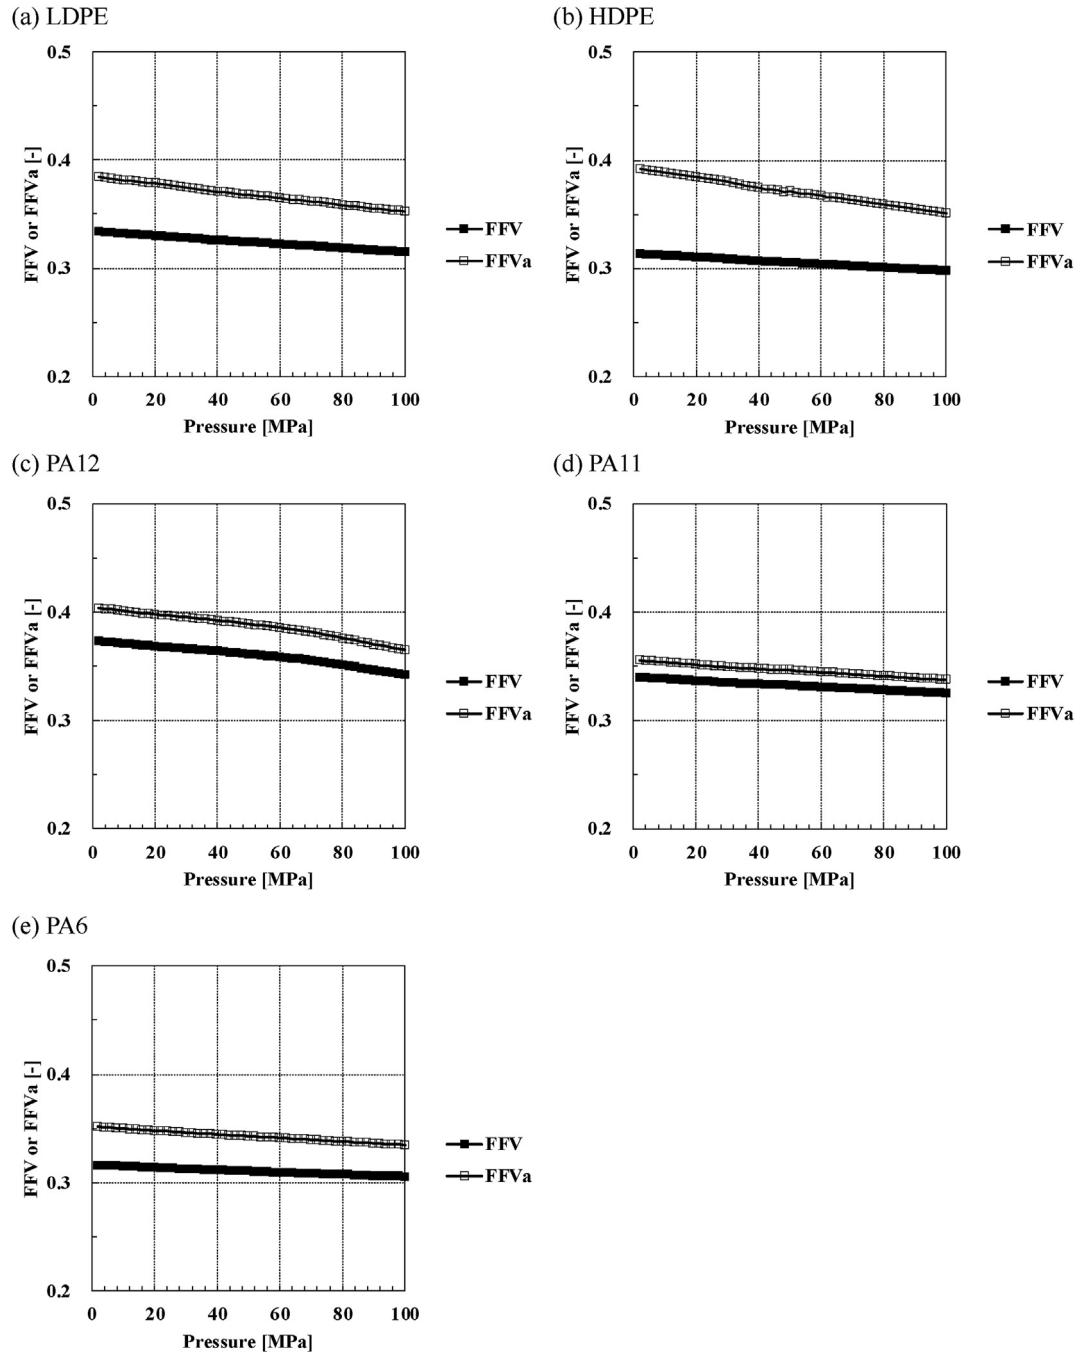 (a) LDPE
0.5
0.4
0.3
0.2
FFV or FFVa [-]
0 20 40 60 80 100
Pressure [MPa]
FFV
FFVa
(b) HDPE
0.5
0.4
0.3
0.2
FFV or FFVa [-]
0 20 40 60 80 100
Pressure [MPa]
FFV
FFVa
(c) PA12
0.5
0.4
0.3
0.2
FFV or FFVa [-]
0 20 40 60 80 100
Pressure [MPa]
FFV
FFVa
(d) PA11
0.5
0.4
0.3
0.2
FFV or FFVa [-]
0 20 40 60 80 100
Pressure [MPa]
FFV
FFVa
(e) PA6
0.5
0.4
0.3
0.2
FFV or FFVa [-]
0 20 40 60 80 100
Pressure [MPa]
FFV
FFVa